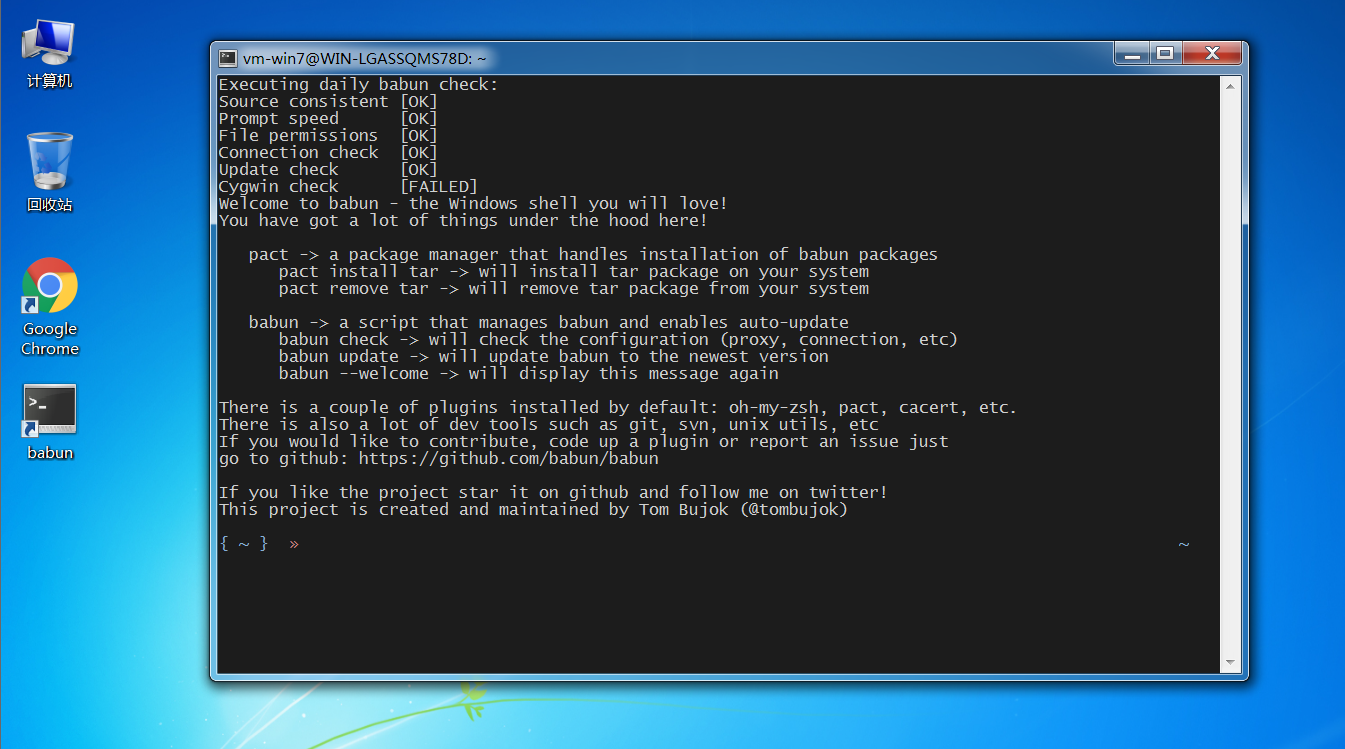 计算机
回收站
Google
Chrome
babun
vm-win7@WIN-LGASSQMS78D: ~
Executing daily babun check:
Source consistent [OK]
Prompt speed      [OK]
File permissions  [OK]
Connection check  [OK]
Update check      [OK]
Cygwin check      [FAILED]
Welcome to babun - the Windows shell you will love!
You have got a lot of things under the hood here!
   pact -> a package manager that handles installation of babun packages
      pact install tar -> will install tar package on your system
      pact remove tar -> will remove tar package from your system
   babun -> a script that manages babun and enables auto-update
      babun check -> will check the configuration (proxy, connection, etc)
      babun update -> will update babun to the newest version
      babun --welcome -> will display this message again
There is a couple of plugins installed by default: oh-my-zsh, pact, cacert, etc.
There is also a lot of dev tools such as git, svn, unix utils, etc
If you would like to contribute, code up a plugin or report an issue just
go to github: https://github.com/babun/babun
If you like the project star it on github and follow me on twitter!
This project is created and maintained by Tom Bujok (@tombujok)
{ ~ }  » ~